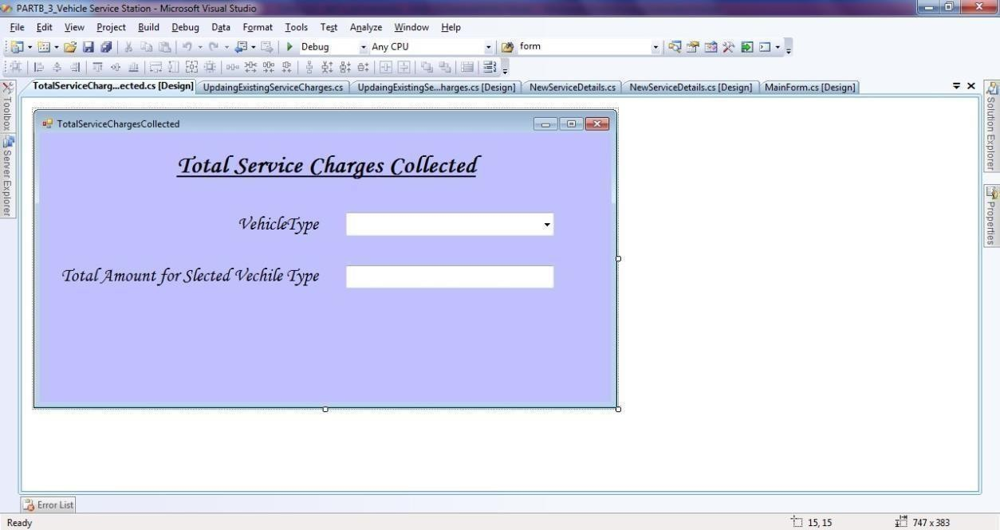 PARTB_3_Vehicle Service Station - Microsoft Visual Studio
File Edit View Project Build Debug Data Format Tools Test Analyze Window Help
Debug Any CPU form
TotalServiceCharg...ected.cs [Design] UpdaingExistingServiceCharges.cs UpdaingExistingSe...harges.cs [Design] NewServiceDetails.cs NewServiceDetails.cs [Design] MainForm.cs [Design]
Toolbox
Server Explorer
TotalServiceChargesCollected
Total Service Charges Collected
VehicleType
Total Amount for Slected Vechile Type
Solution Explorer
Properties
Error List
Ready 15, 15 747 x 383